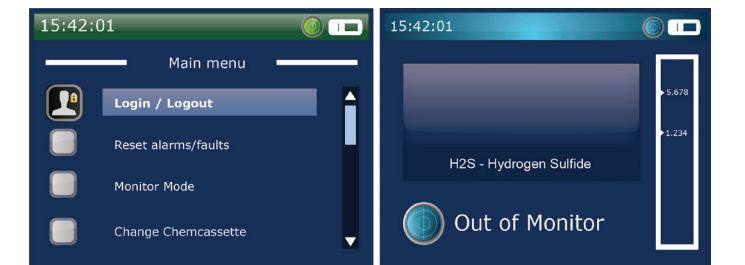 15:42:01
Main menu
Login / Logout
Reset alarms/faults
Monitor Mode
Change Chemcassette
15:42:01
5.678
1.234
H2S - Hydrogen Sulfide
Out of Monitor